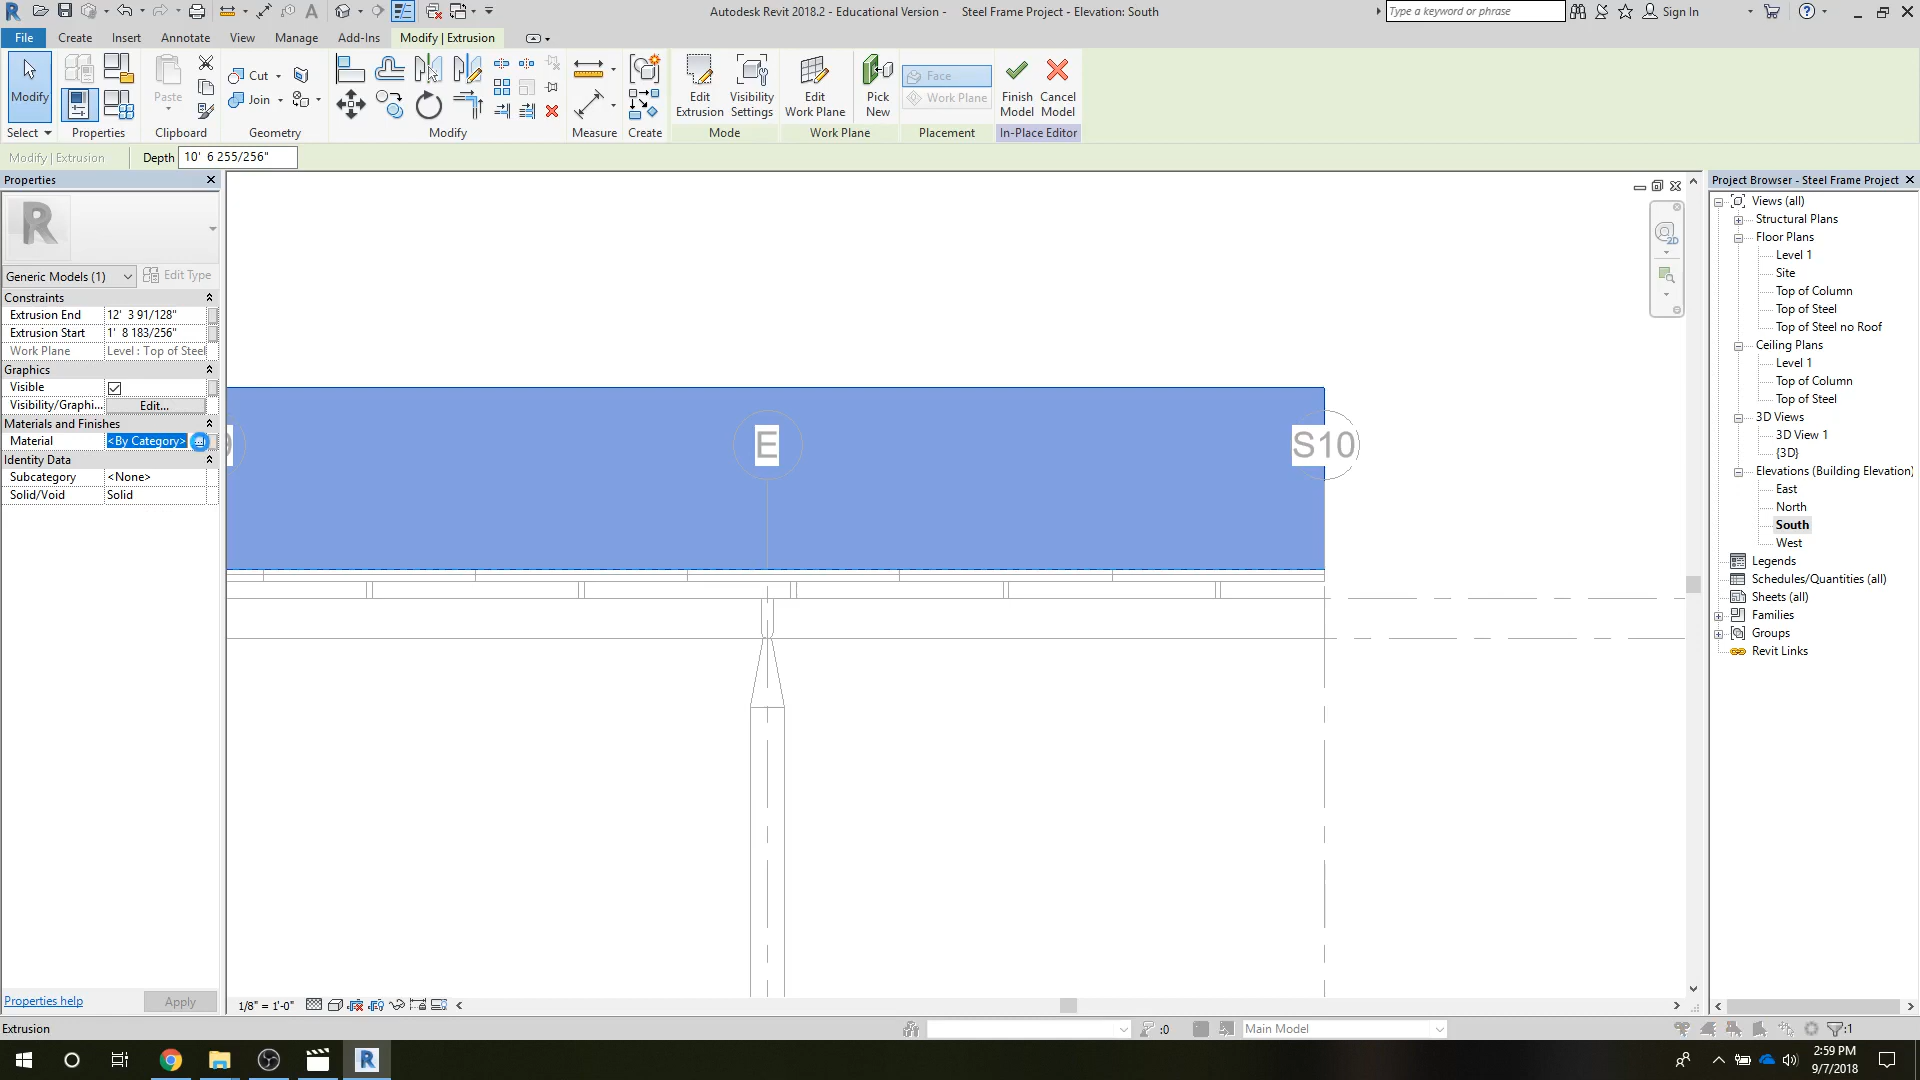 Autodesk Revit 2018.2 - Educational Version - Steel Frame Project - Elevation: South
Type a keyword or phrase
Sign In
File Create Insert Annotate View Manage Add-Ins Modify | Extrusion
Modify
Paste
Cut
Join
Edit Extrusion
Visibility Settings
Edit Work Plane
Pick New
Face
Work Plane
Finish Model
Cancel Model
Select Properties Clipboard Geometry Modify Measure Create Mode Work Plane Placement In-Place Editor
Modify | Extrusion Depth 10' 6 255/256"
Properties
Generic Models (1) Edit Type
Constraints
Extrusion End 12' 3 91/128"
Extrusion Start 1' 8 183/256"
Work Plane Level : Top of Steel
Graphics
Visible
Visibility/Graphi... Edit...
Materials and Finishes
Material <By Category>
Identity Data
Subcategory <None>
Solid/Void Solid
Properties help Apply
E
S10
2D
1/8" = 1'-0"
Project Browser - Steel Frame Project
Views (all)
Structural Plans
Floor Plans
Level 1
Site
Top of Column
Top of Steel
Top of Steel no Roof
Ceiling Plans
Level 1
Top of Column
Top of Steel
3D Views
3D View 1
{3D}
Elevations (Building Elevation)
East
North
South
West
Legends
Schedules/Quantities (all)
Sheets (all)
Families
Groups
Revit Links
Extrusion :0 Main Model :1
2:59 PM
9/7/2018